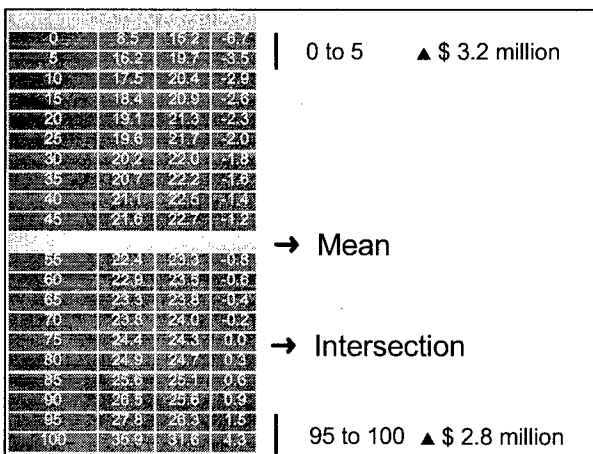 0 8.5 15.2 -6.7
0 to 5 ▲ $ 3.2 million
5 16.2 19.7 -3.5
10 17.5 20.4 -2.9
15 18.4 20.9 -2.6
20 19.1 21.3 -2.3
25 19.6 21.7 -2.0
30 20.2 22.0 -1.8
35 20.7 22.2 -1.6
40 21.1 22.5 -1.4
45 21.6 22.7 -1.2
→ Mean
55 22.4 23.3 -0.8
60 22.9 23.5 -0.6
65 23.3 23.8 -0.4
70 23.8 24.0 -0.2
75 24.4 24.3 0.0
→ Intersection
80 24.9 24.7 0.3
85 25.6 25.1 0.6
90 26.5 25.6 0.9
95 27.8 26.3 1.5
95 to 100 ▲ $ 2.8 million
100 35.9 31.6 4.3